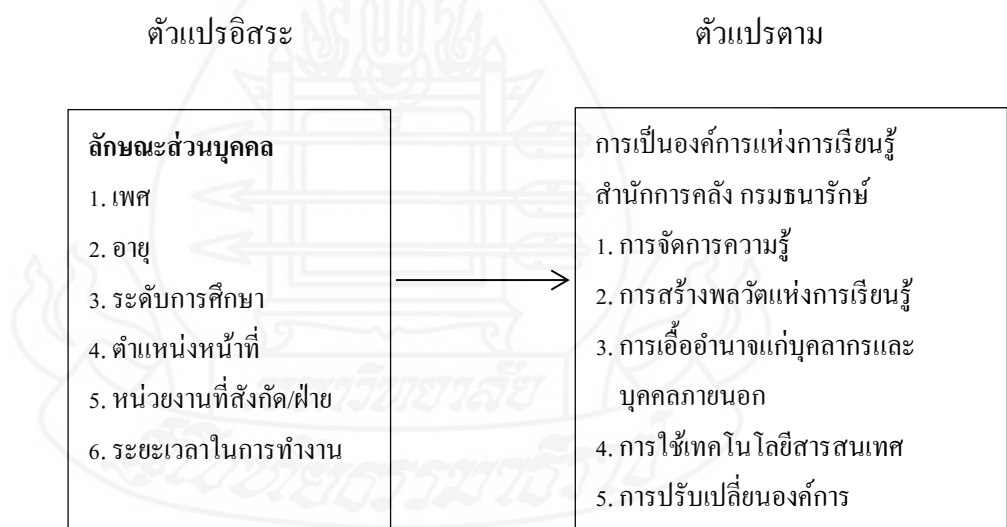 ตัวแปรอิสระ
ตัวแปรตาม
ลักษณะส่วนบุคคล
1. เพศ
2. อายุ
3. ระดับการศึกษา
4. ตำแหน่งหน้าที่
5. หน่วยงานที่สังกัด/ฝ่าย
6. ระยะเวลาในการทำงาน
การเป็นองค์การแห่งการเรียนรู้
สำนักการคลัง กรมธนารักษ์
1. การจัดการความรู้
2. การสร้างพลวัตแห่งการเรียนรู้
3. การเอื้ออำนาจแก่บุคลากรและ
บุคคลภายนอก
4. การใช้เทคโนโลยีสารสนเทศ
5. การปรับเปลี่ยนองค์การ